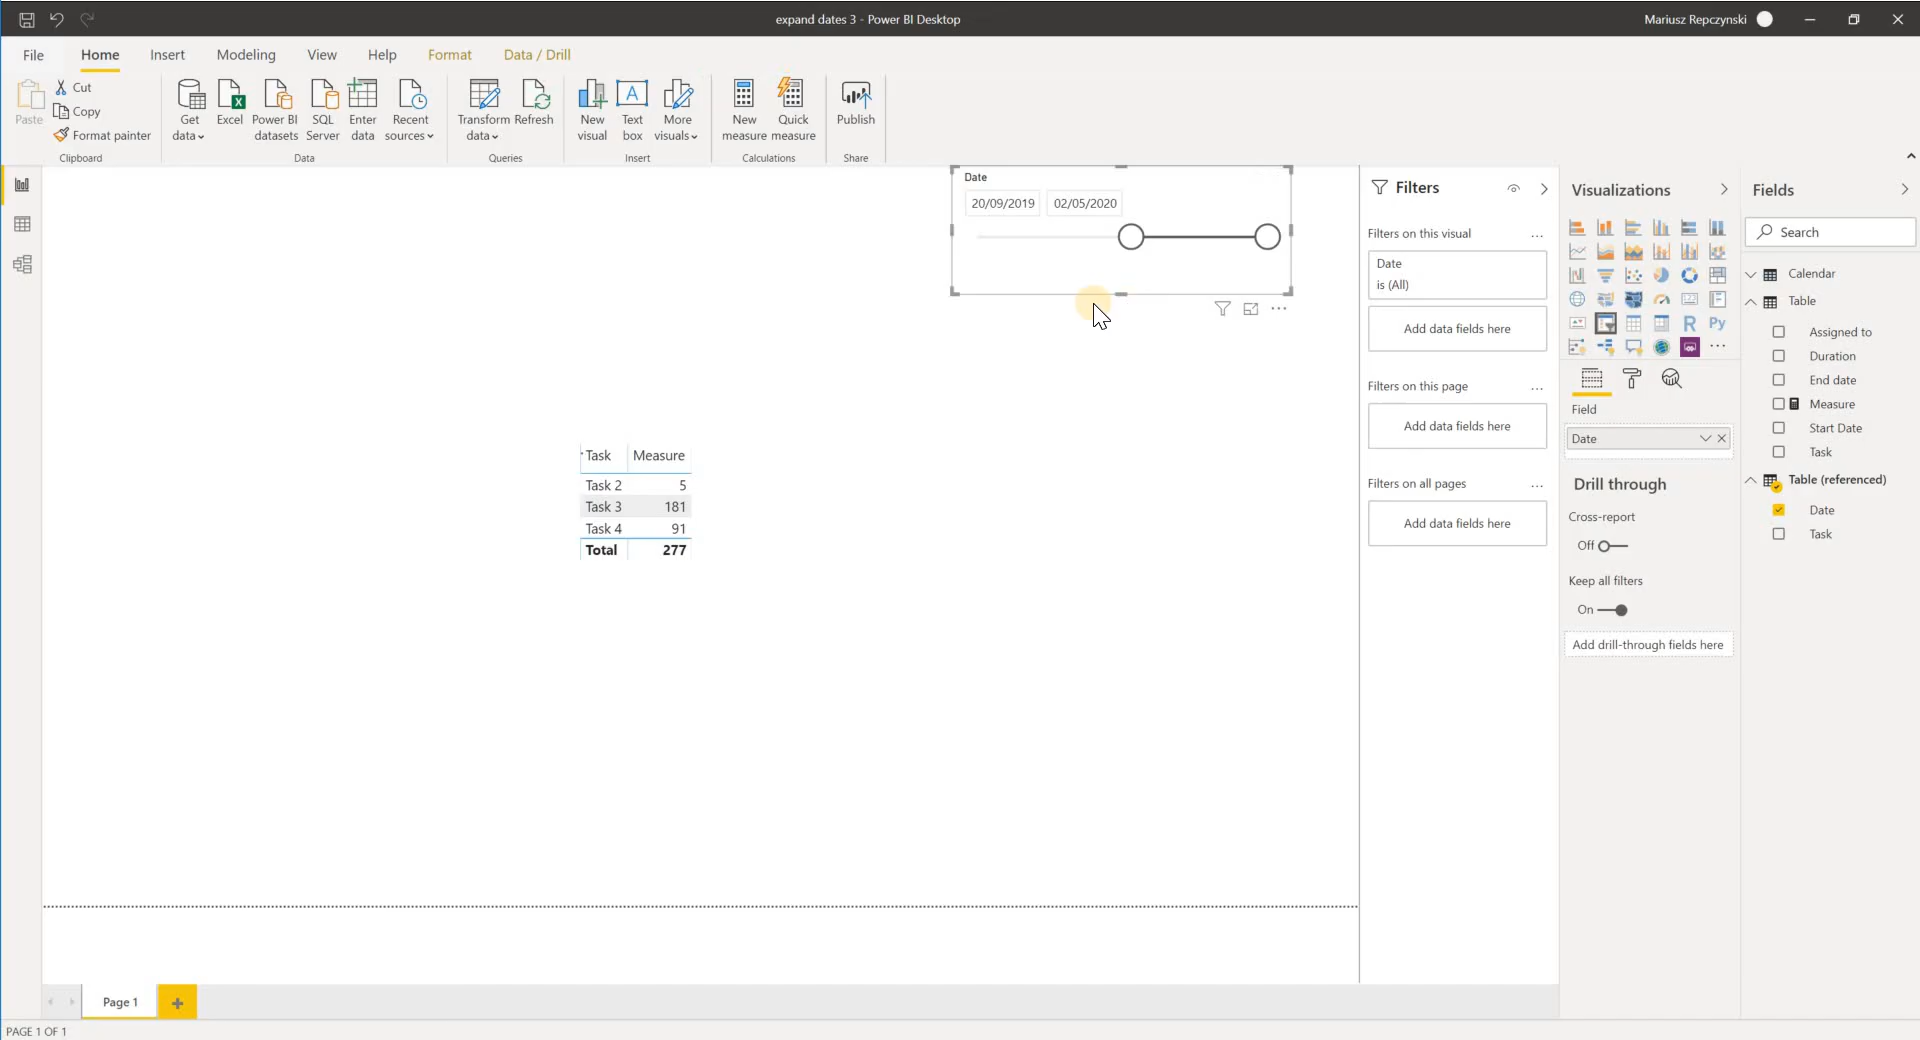 expand dates 3 - Power BI Desktop
Mariusz Repczynski
File Home Insert Modeling View Help Format Data / Drill
Paste
Cut
Copy
Format painter
Clipboard
Get data
Excel
Power BI datasets
SQL Server
Enter data
Recent sources
Data
Transform data
Refresh
Queries
New visual
Text box
More visuals
Insert
New measure
Quick measure
Calculations
Publish
Share
Date
20/09/2019 02/05/2020
Task Measure
Task 2 5
Task 3 181
Task 4 91
Total 277
Filters
Filters on this visual ...
Date
is (All)
Add data fields here
Filters on this page ...
Add data fields here
Filters on all pages ...
Add data fields here
Visualizations
R Py
Field
Date
Drill through
Cross-report
Off
Keep all filters
On
Add drill-through fields here
Fields
Search
Calendar
Table
Assigned to
Duration
End date
Measure
Start Date
Task
Table (referenced)
Date
Task
Page 1
PAGE 1 OF 1